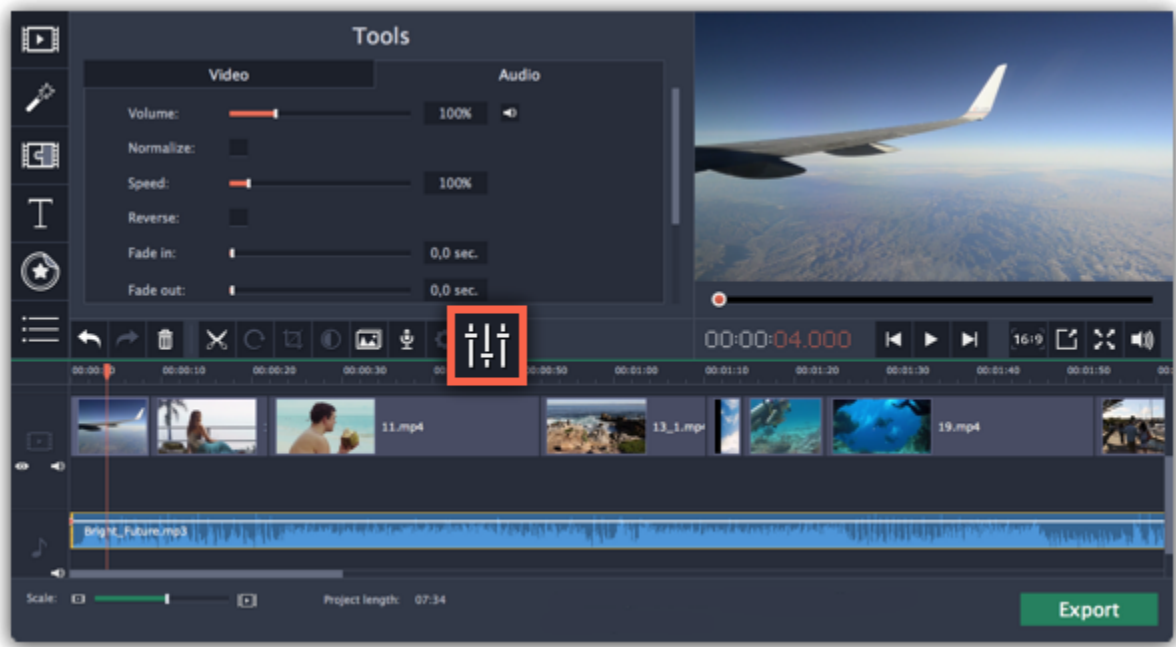 Tools
Video
Audio
Volume:
100%
Normalize:
Speed:
100%
Reverse:
Fade in:
0,0 sec.
Fade out:
0,0 sec.
00:00:04.000
16:9
00:00:10
00:00:20
00:00:30
00:00:50
00:01:00
00:01:10
00:01:20
00:01:30
00:01:40
00:01:50
11.mp4
13_1.mp4
19.mp4
Bright_Future.mp3
Scale:
Project length: 07:34
Export